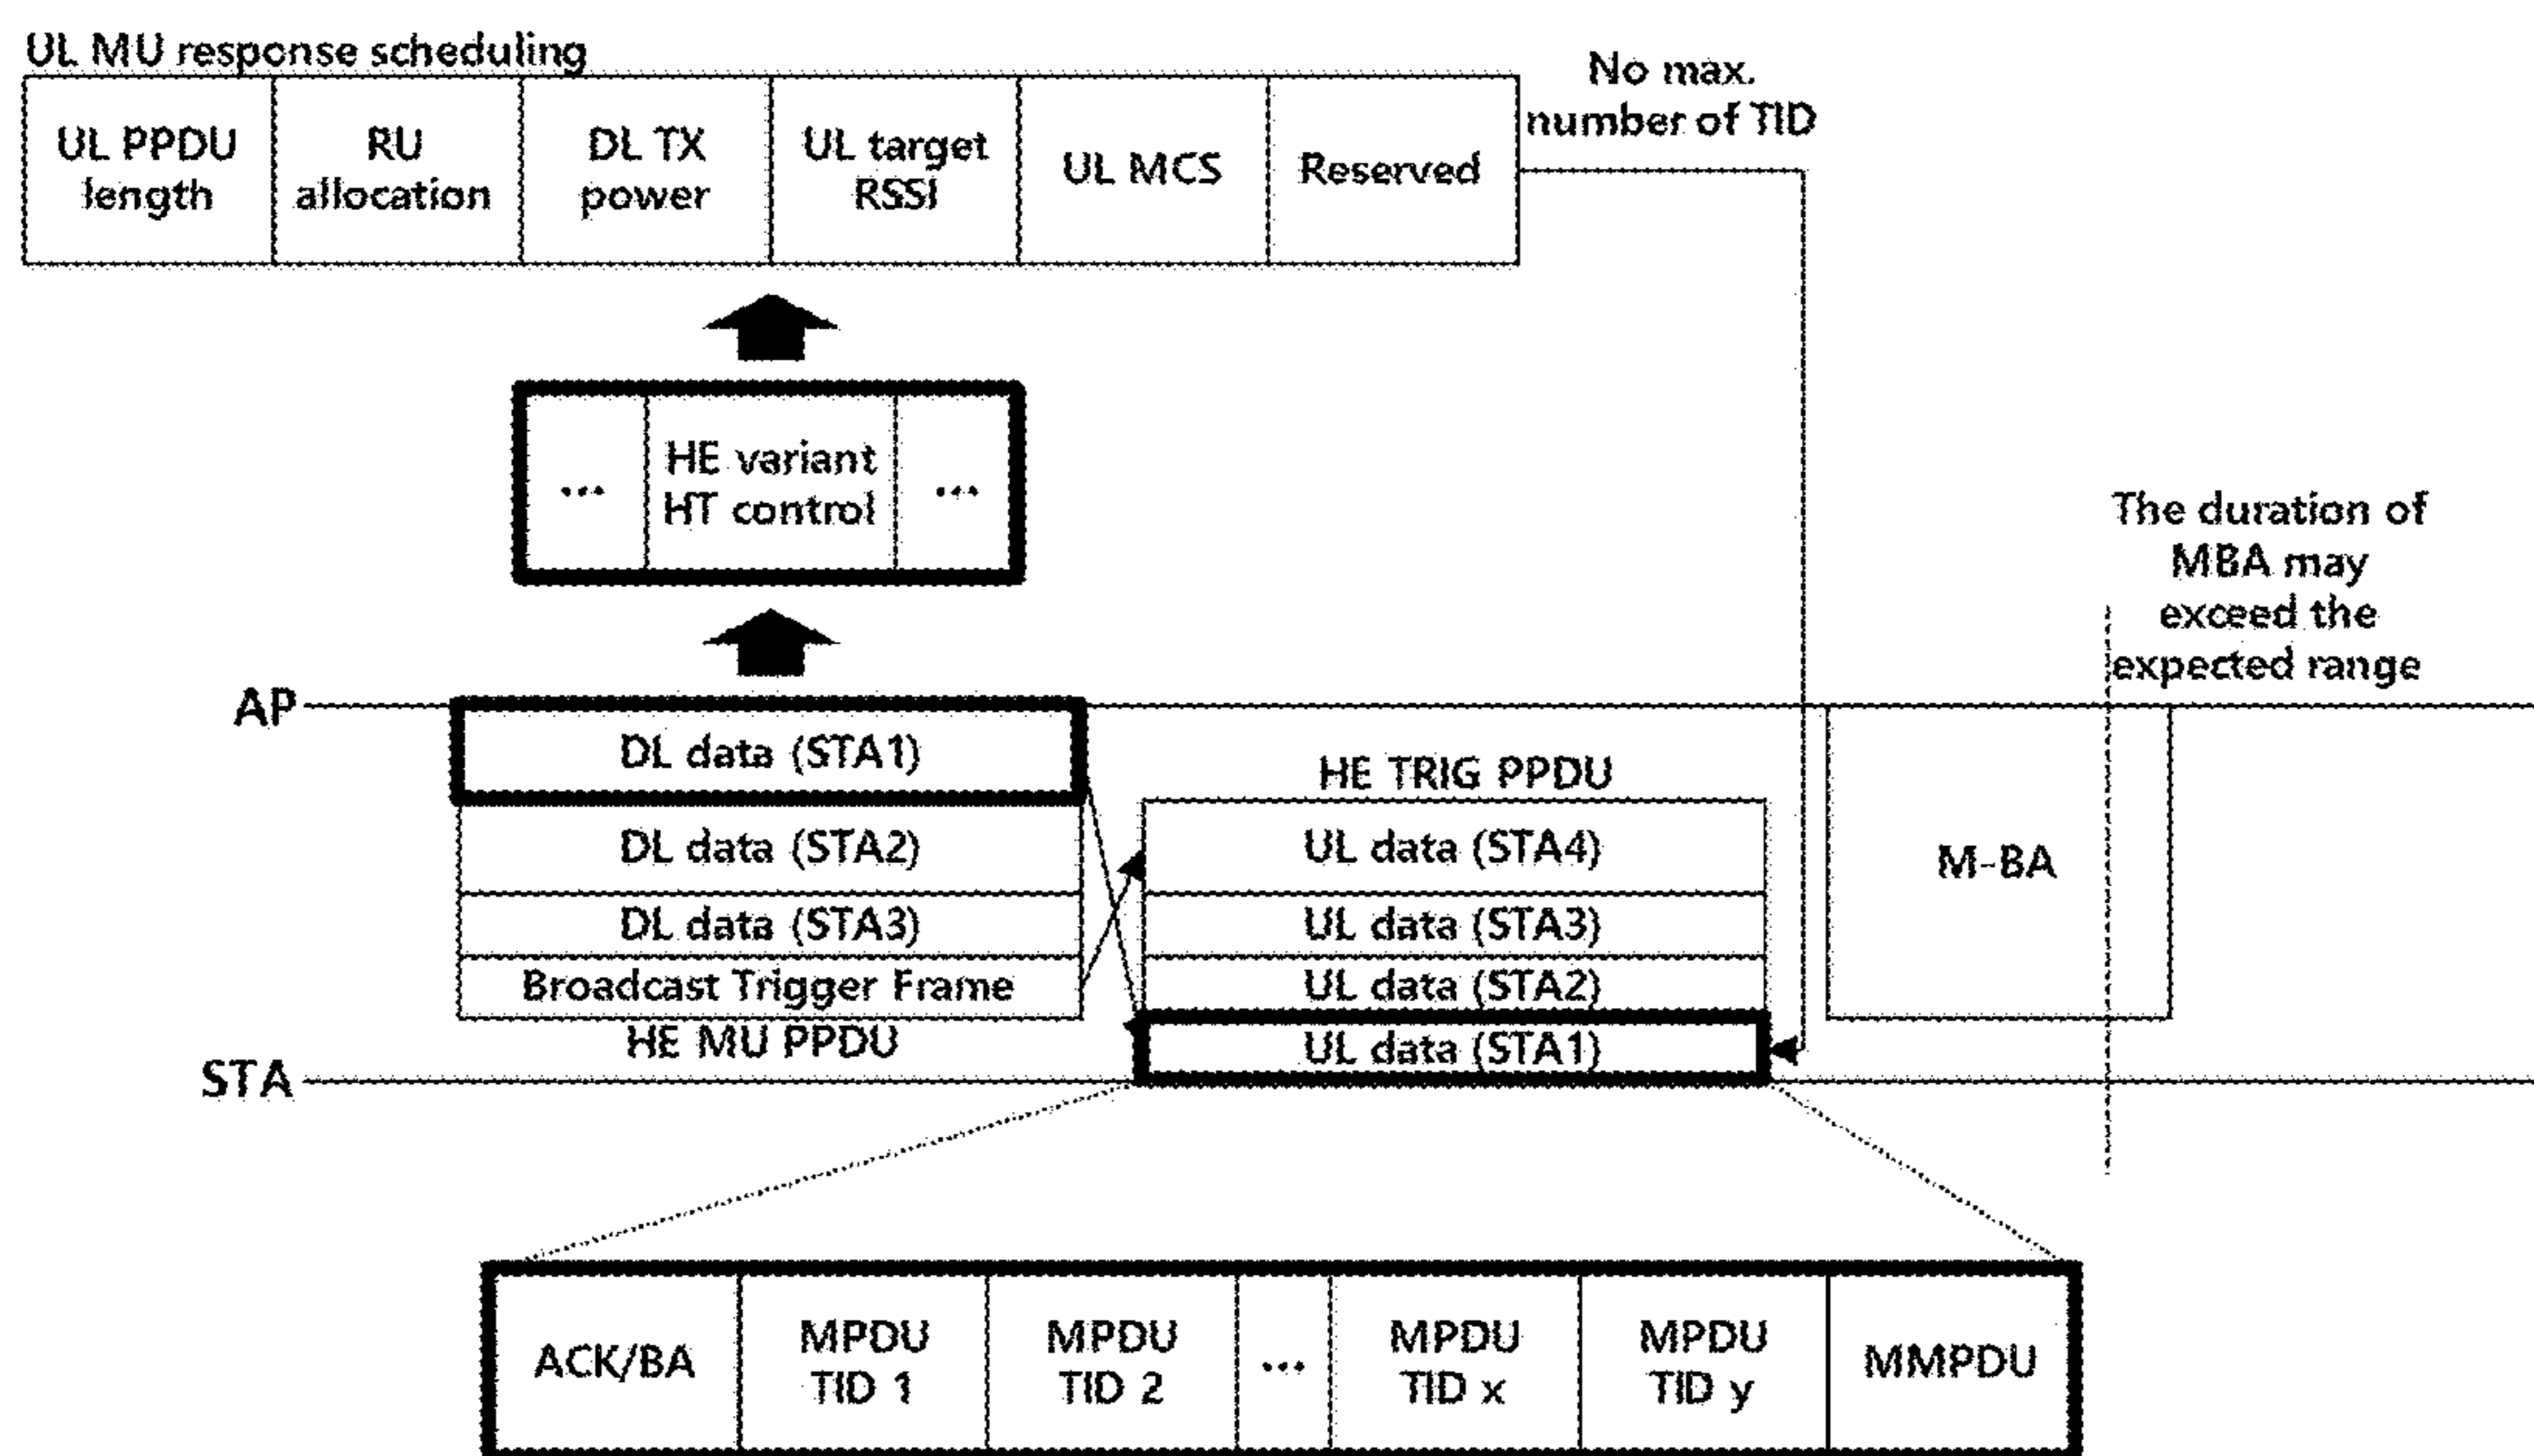 UL MU response scheduling
No max.
number of TID
UL PPDU
length
RU
allocation
DL TX
power
UL target
RSSI
UL MCS
Reserved
...
HE variant
HT control
...
The duration of
MBA may
exceed the
expected range
AP
DL data (STA1)
DL data (STA2)
DL data (STA3)
Broadcast Trigger Frame
HE MU PPDU
HE TRIG PPDU
UL data (STA4)
UL data (STA3)
UL data (STA2)
UL data (STA1)
M-BA
STA
ACK/BA
MPDU
TID 1
MPDU
TID 2
...
MPDU
TID x
MPDU
TID y
MMPDU